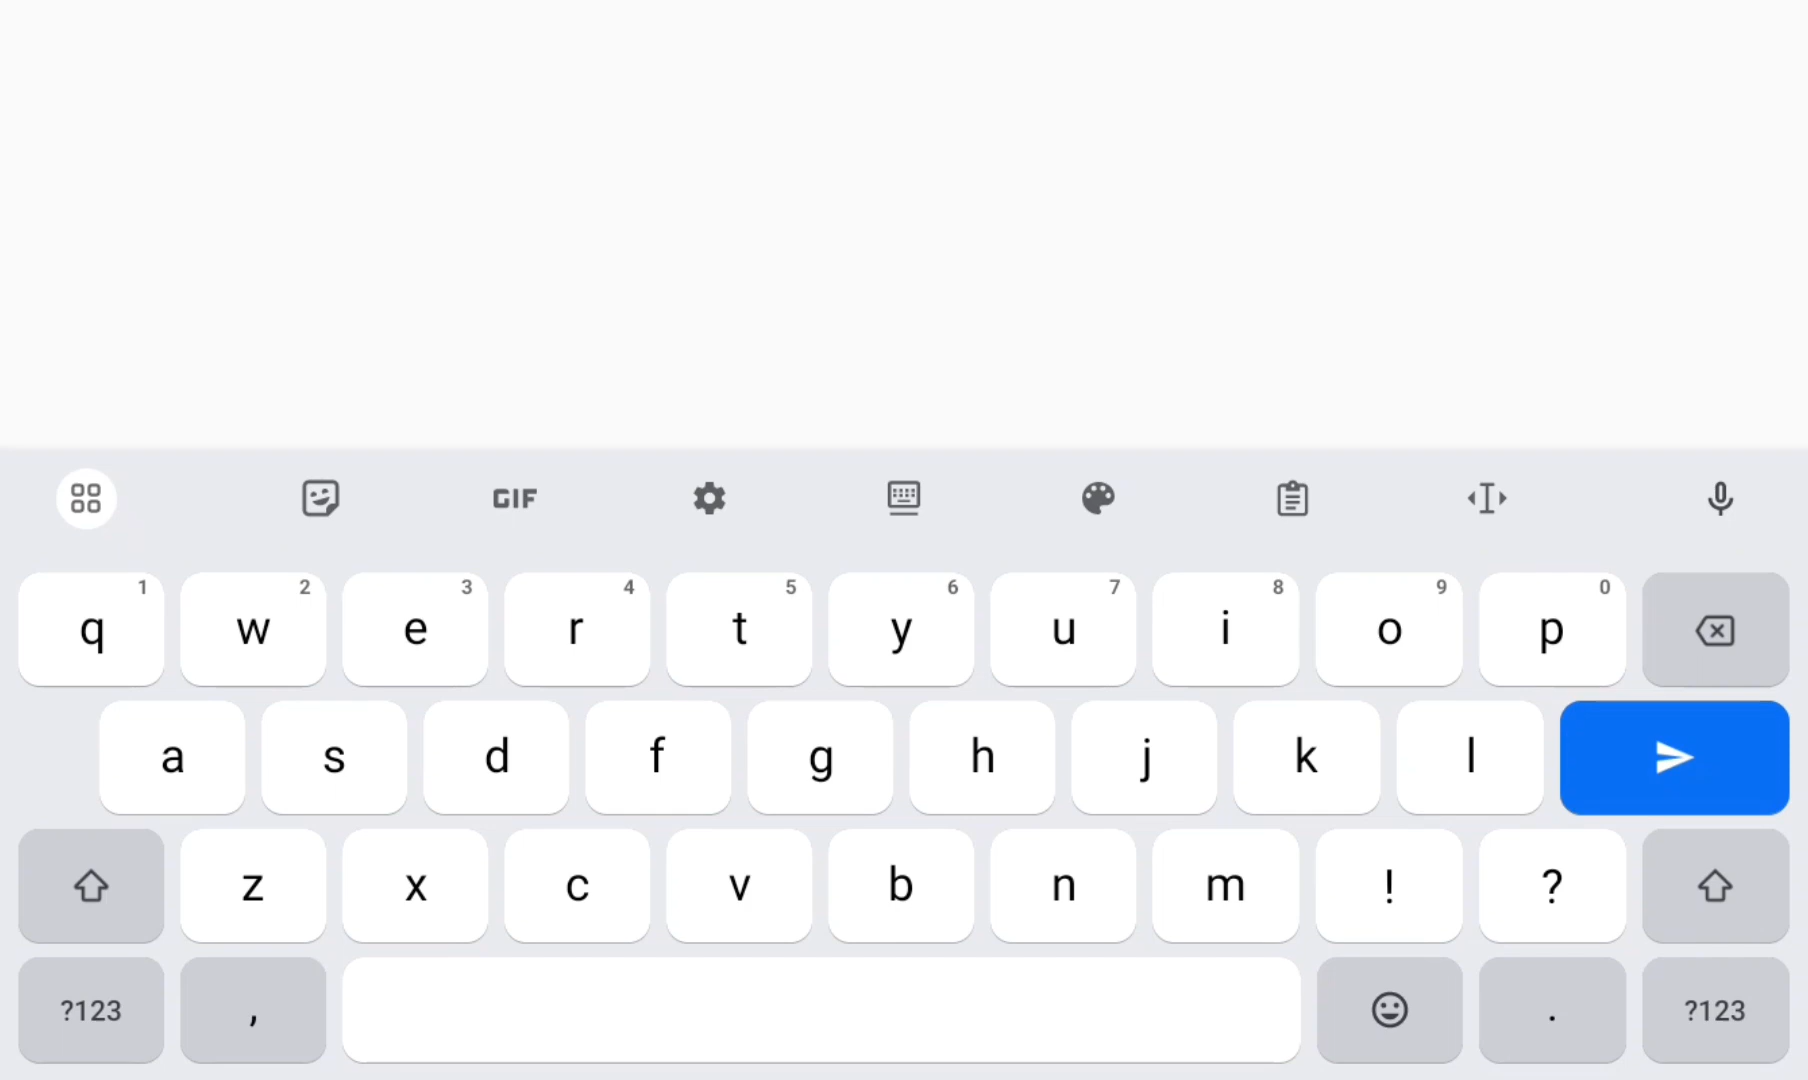 GIF
q 1 w 2 e 3 r 4 t 5 y 6 u 7 i 8 o 9 p 0
a s d f g h j k l
z x c v b n m ! ?
?123 , . ?123